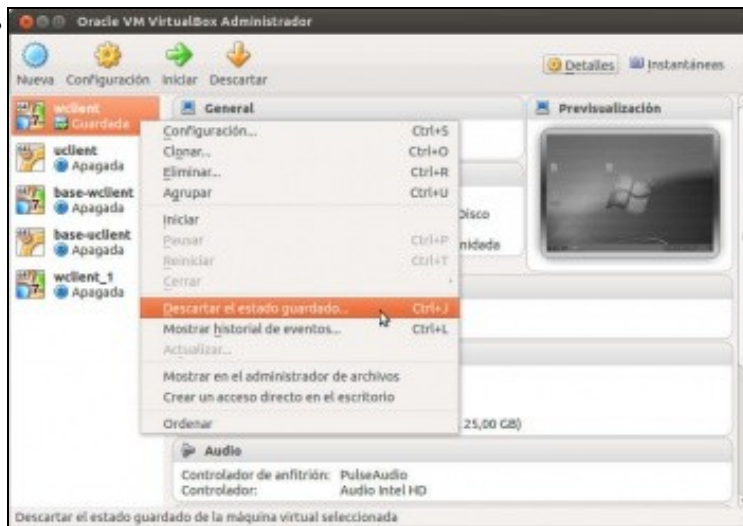 Oracle VM VirtualBox Administrador
Nueva Configuración Iniciar Descartar
Detalles Instantáneas
wclient
Guardada
uclient
Apagada
base-wclient
Apagada
base-uclient
Apagada
wclient_1
Apagada
General
Previsualización
Configuración... Ctrl+S
Clonar... Ctrl+O
Eliminar... Ctrl+R
Agrupar Ctrl+U
Iniciar
Pausar Ctrl+P
Reiniciar Ctrl+T
Cerrar
Descartar el estado guardado... Ctrl+J
Mostrar historial de eventos... Ctrl+L
Actualizar...
Mostrar en el administrador de archivos
Crear un acceso directo en el escritorio
Ordenar
Disco
nidada
25,00 GB)
Audio
Controlador de anfitrión: PulseAudio
Controlador: Audio Intel HD
Descartar el estado guardado de la máquina virtual seleccionada